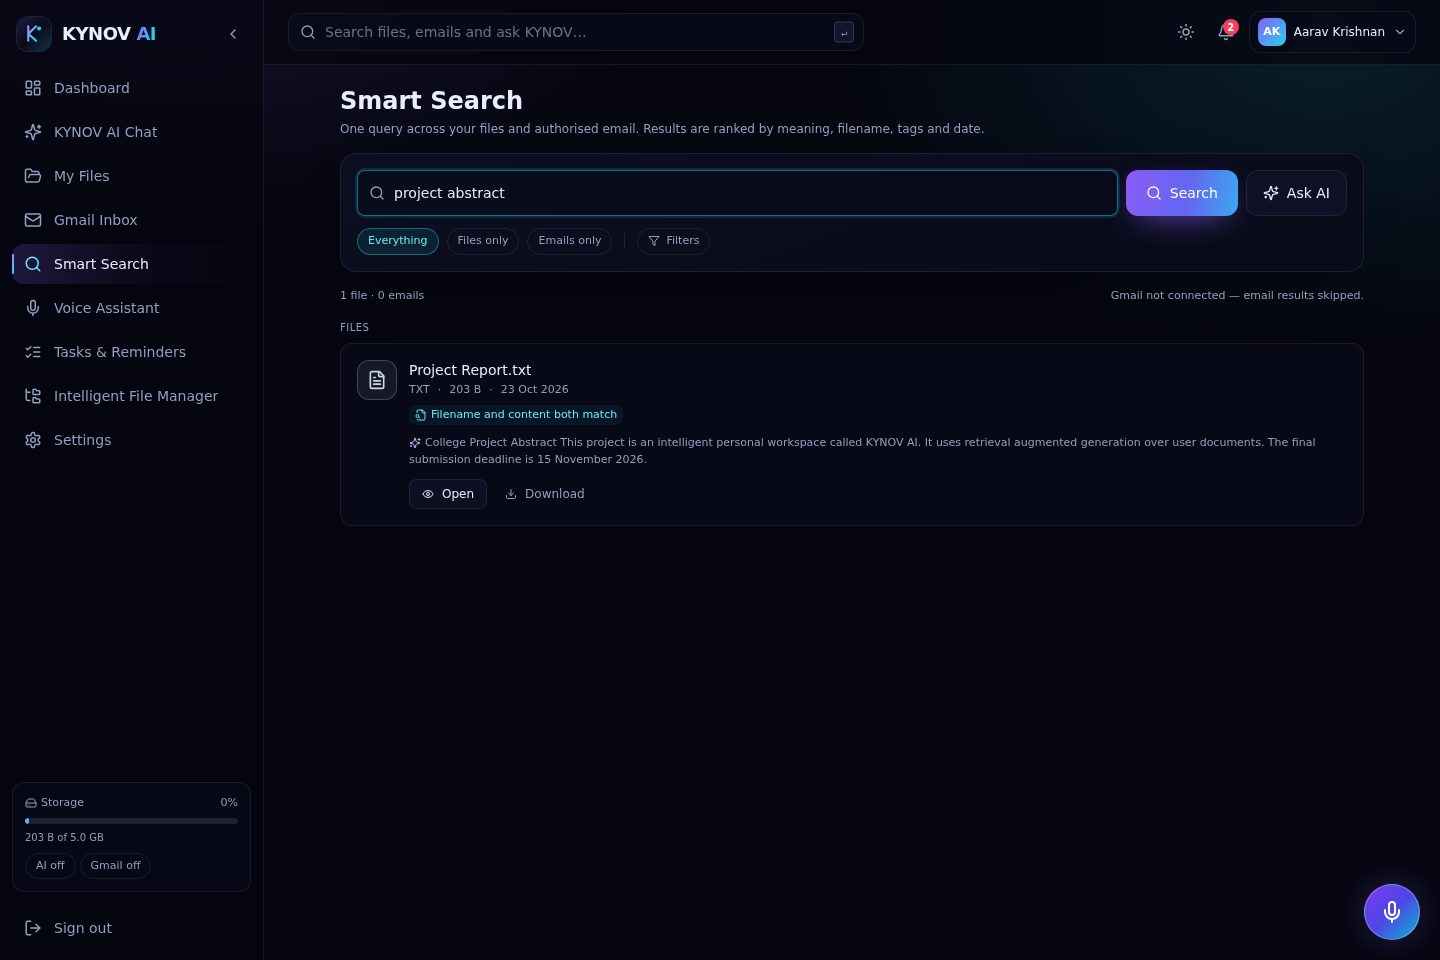 KYNOV AI
Dashboard
KYNOV AI Chat
My Files
Gmail Inbox
Smart Search
Voice Assistant
Tasks & Reminders
Intelligent File Manager
Settings
Storage 0%
203 B of 5.0 GB
AI off Gmail off
Sign out
Search files, emails and ask KYNOV...
2
AK Aarav Krishnan
Smart Search
One query across your files and authorised email. Results are ranked by meaning, filename, tags and date.
project abstract
Search
Ask AI
Everything Files only Emails only Filters
1 file · 0 emails
Gmail not connected — email results skipped.
FILES
Project Report.txt
TXT · 203 B · 23 Oct 2026
Filename and content both match
College Project Abstract This project is an intelligent personal workspace called KYNOV AI. It uses retrieval augmented generation over user documents. The final
submission deadline is 15 November 2026.
Open Download